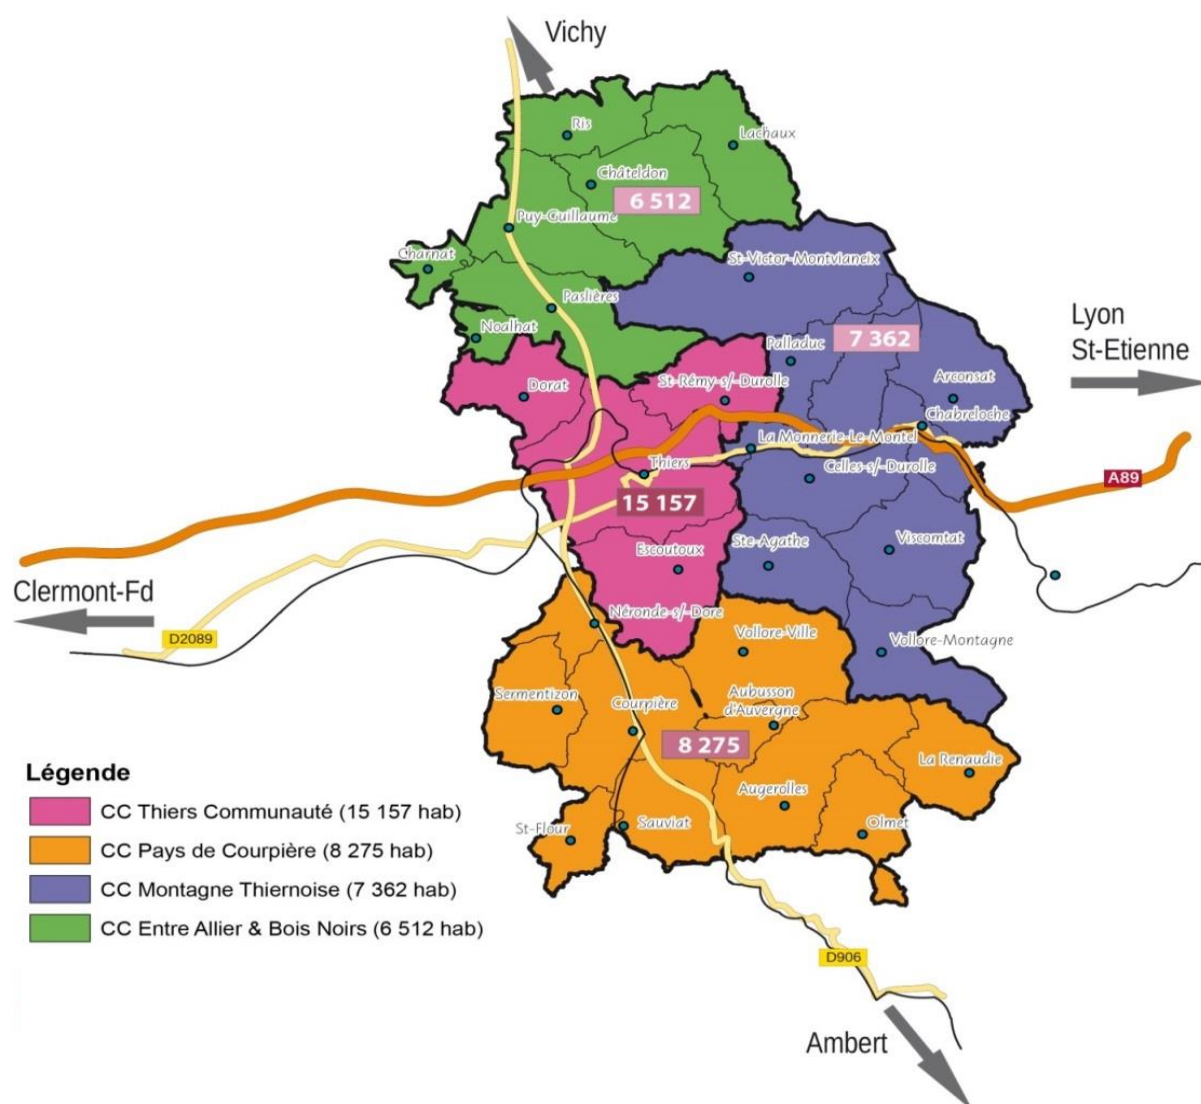 Vichy
Ris
Lachaux
Châteldon
6 512
Puy-Guillaume
Charnat
St-Victor-Montvianeix
Paslières
Noalhat
Palladuc
7 362
Lyon
St-Etienne
Dorat
St-Rémy-s/-Durolle
Arconsat
Chabreloche
La Monnerie-Le-Montel
Thiers
Celles-s/-Durolle
A89
15 157
Escoutoux
Ste-Agathe
Viscomtat
Clermont-Fd
D2089
Néronde-s/-Dore
Vollore-Ville
Vollore-Montagne
Sermentizon
Courpière
Aubusson
d'Auvergne
8 275
La Renaudie
Augerolles
St-Flour
Sauviat
Olmet
Légende
CC Thiers Communauté (15 157 hab)
CC Pays de Courpière (8 275 hab)
CC Montagne Thiernoise (7 362 hab)
CC Entre Allier & Bois Noirs (6 512 hab)
D906
Ambert